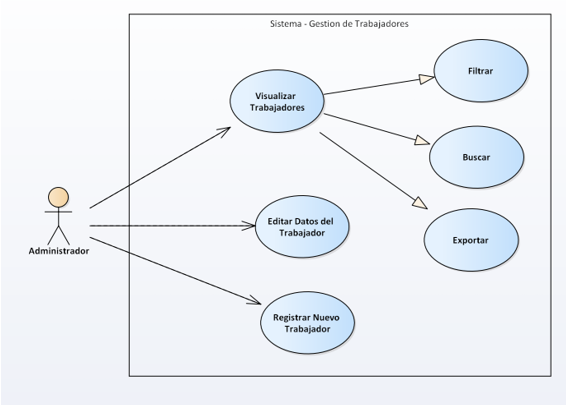 Sistema - Gestion de Trabajadores
Visualizar
Trabajadores
Filtrar
Buscar
Exportar
Editar Datos del
Trabajador
Administrador
Registrar Nuevo
Trabajador